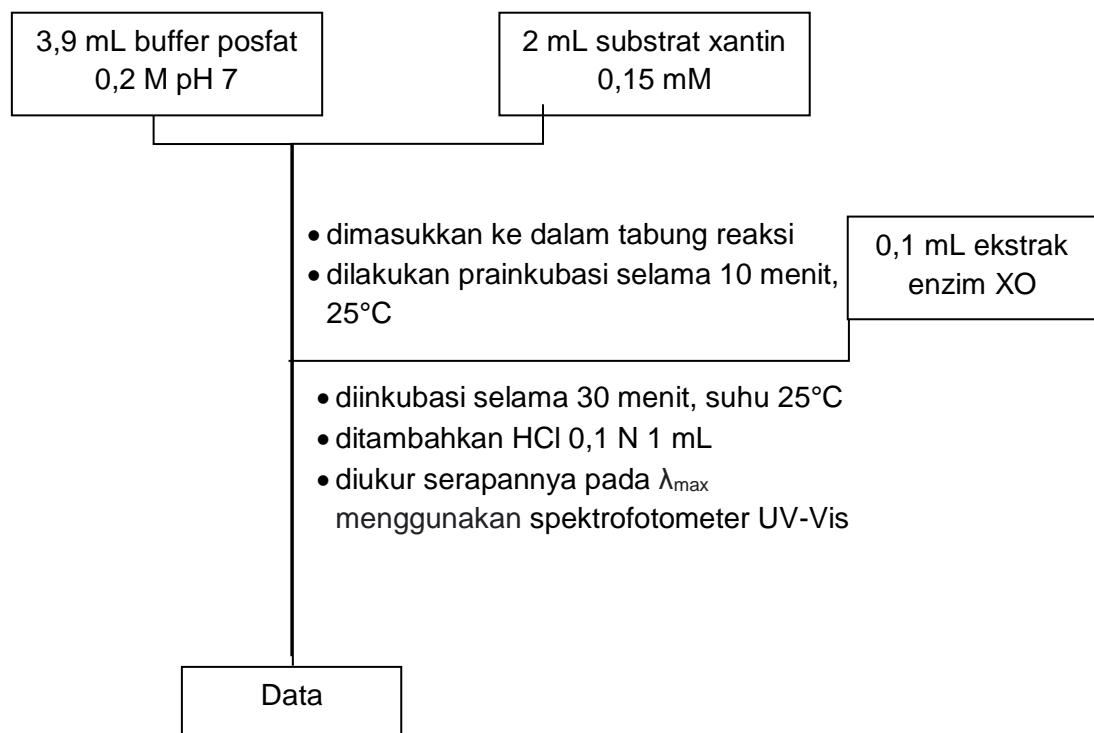 3,9 mL buffer posfat
0,2 M pH 7
2 mL substrat xantin
0,15 mM
• dimasukkan ke dalam tabung reaksi
• dilakukan prainkubasi selama 10 menit,
25°C
0,1 mL ekstrak
enzim XO
• diinkubasi selama 30 menit, suhu 25°C
• ditambahkan HCl 0,1 N 1 mL
• diukur serapannya pada λmax
menggunakan spektrofotometer UV-Vis
Data